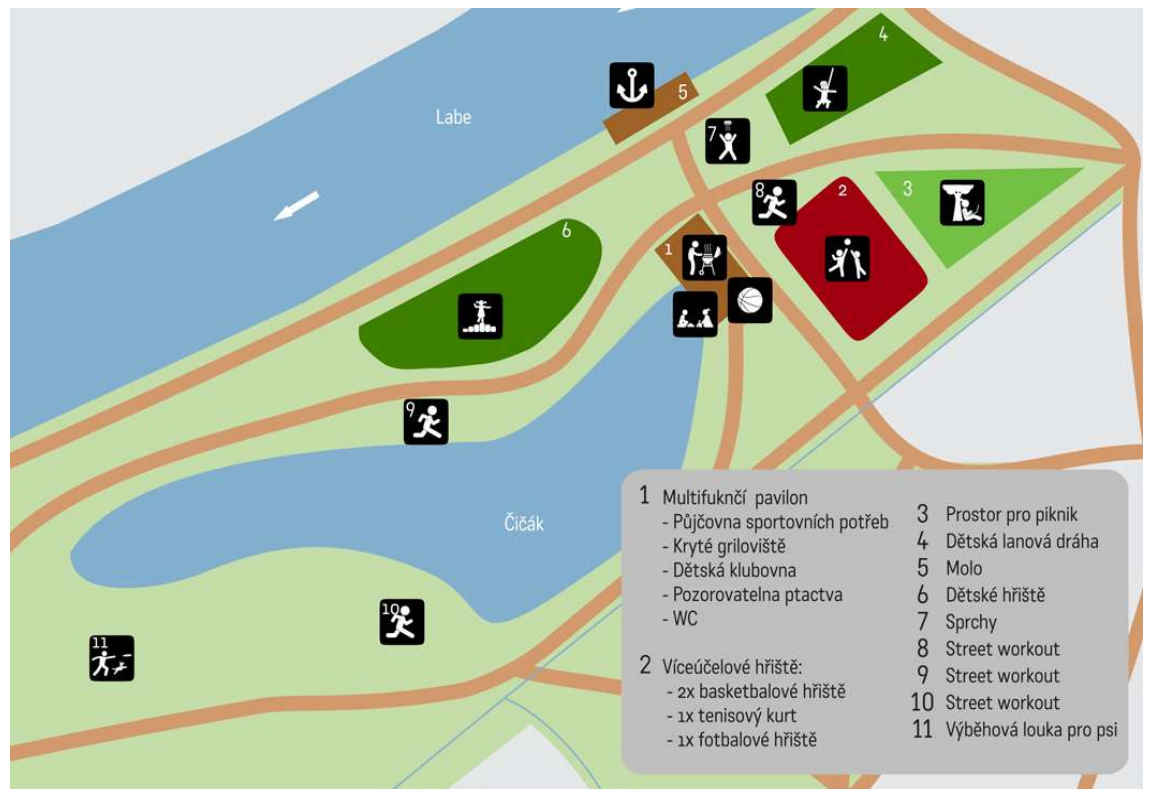 4
5
Labe
7
8
2
3
6
1
9
Čičák
10
11
1 Multifuknčí pavilon
- Půjčovna sportovních potřeb
- Kryté griloviště
- Dětská klubovna
- Pozorovatelna ptactva
- WC
2 Víceúčelové hřiště:
- 2x basketbalové hřiště
- 1x tenisový kurt
- 1x fotbalové hřiště
3 Prostor pro piknik
4 Dětská lanová dráha
5 Molo
6 Dětské hřiště
7 Sprchy
8 Street workout
9 Street workout
10 Street workout
11 Výběhová louka pro psi